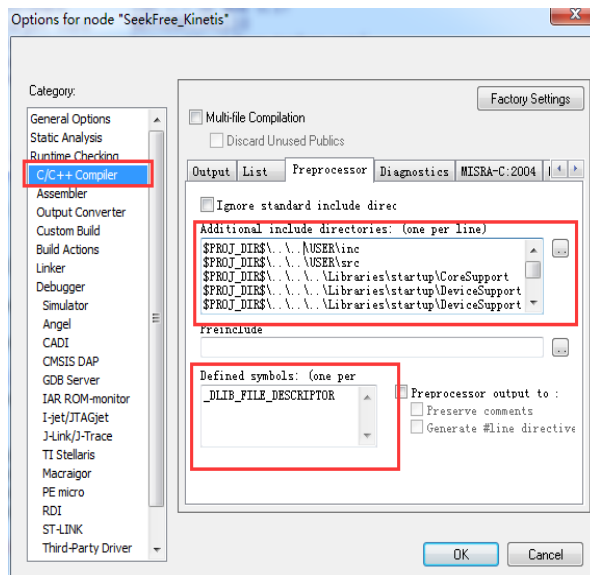 Options for node "SeekFree_Kinetis"
Category:
General Options
Static Analysis
Runtime Checking
C/C++ Compiler
Assembler
Output Converter
Custom Build
Build Actions
Linker
Debugger
Simulator
Angel
CADI
CMSIS DAP
GDB Server
IAR ROM-monitor
I-jet/JTAGjet
J-Link/J-Trace
TI Stellaris
Macraigor
PE micro
RDI
ST-LINK
Third-Party Driver
Factory Settings
Multi-file Compilation
Discard Unused Publics
Output List Preprocessor Diagnostics MISRA-C:2004
Ignore standard include direc
Additional include directories: (one per line)
$PROJ_DIR$\..\..\USER\inc
$PROJ_DIR$\..\..\USER\src
$PROJ_DIR$\..\..\..\Libraries\startup\CoreSupport
$PROJ_DIR$\..\..\..\Libraries\startup\DeviceSupport
$PROJ_DIR$\..\..\..\Libraries\startup\DeviceSupport
Preinclude
Defined symbols: (one per
_DLIB_FILE_DESCRIPTOR
Preprocessor output to :
Preserve comments
Generate #line directive
OK Cancel